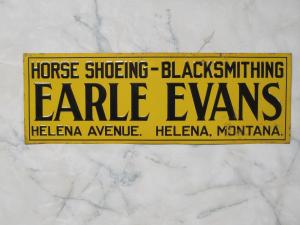 HORSE SHOEING - BLACKSMITHING
EARLE EVANS
HELENA AVENUE. HELENA, MONTANA.